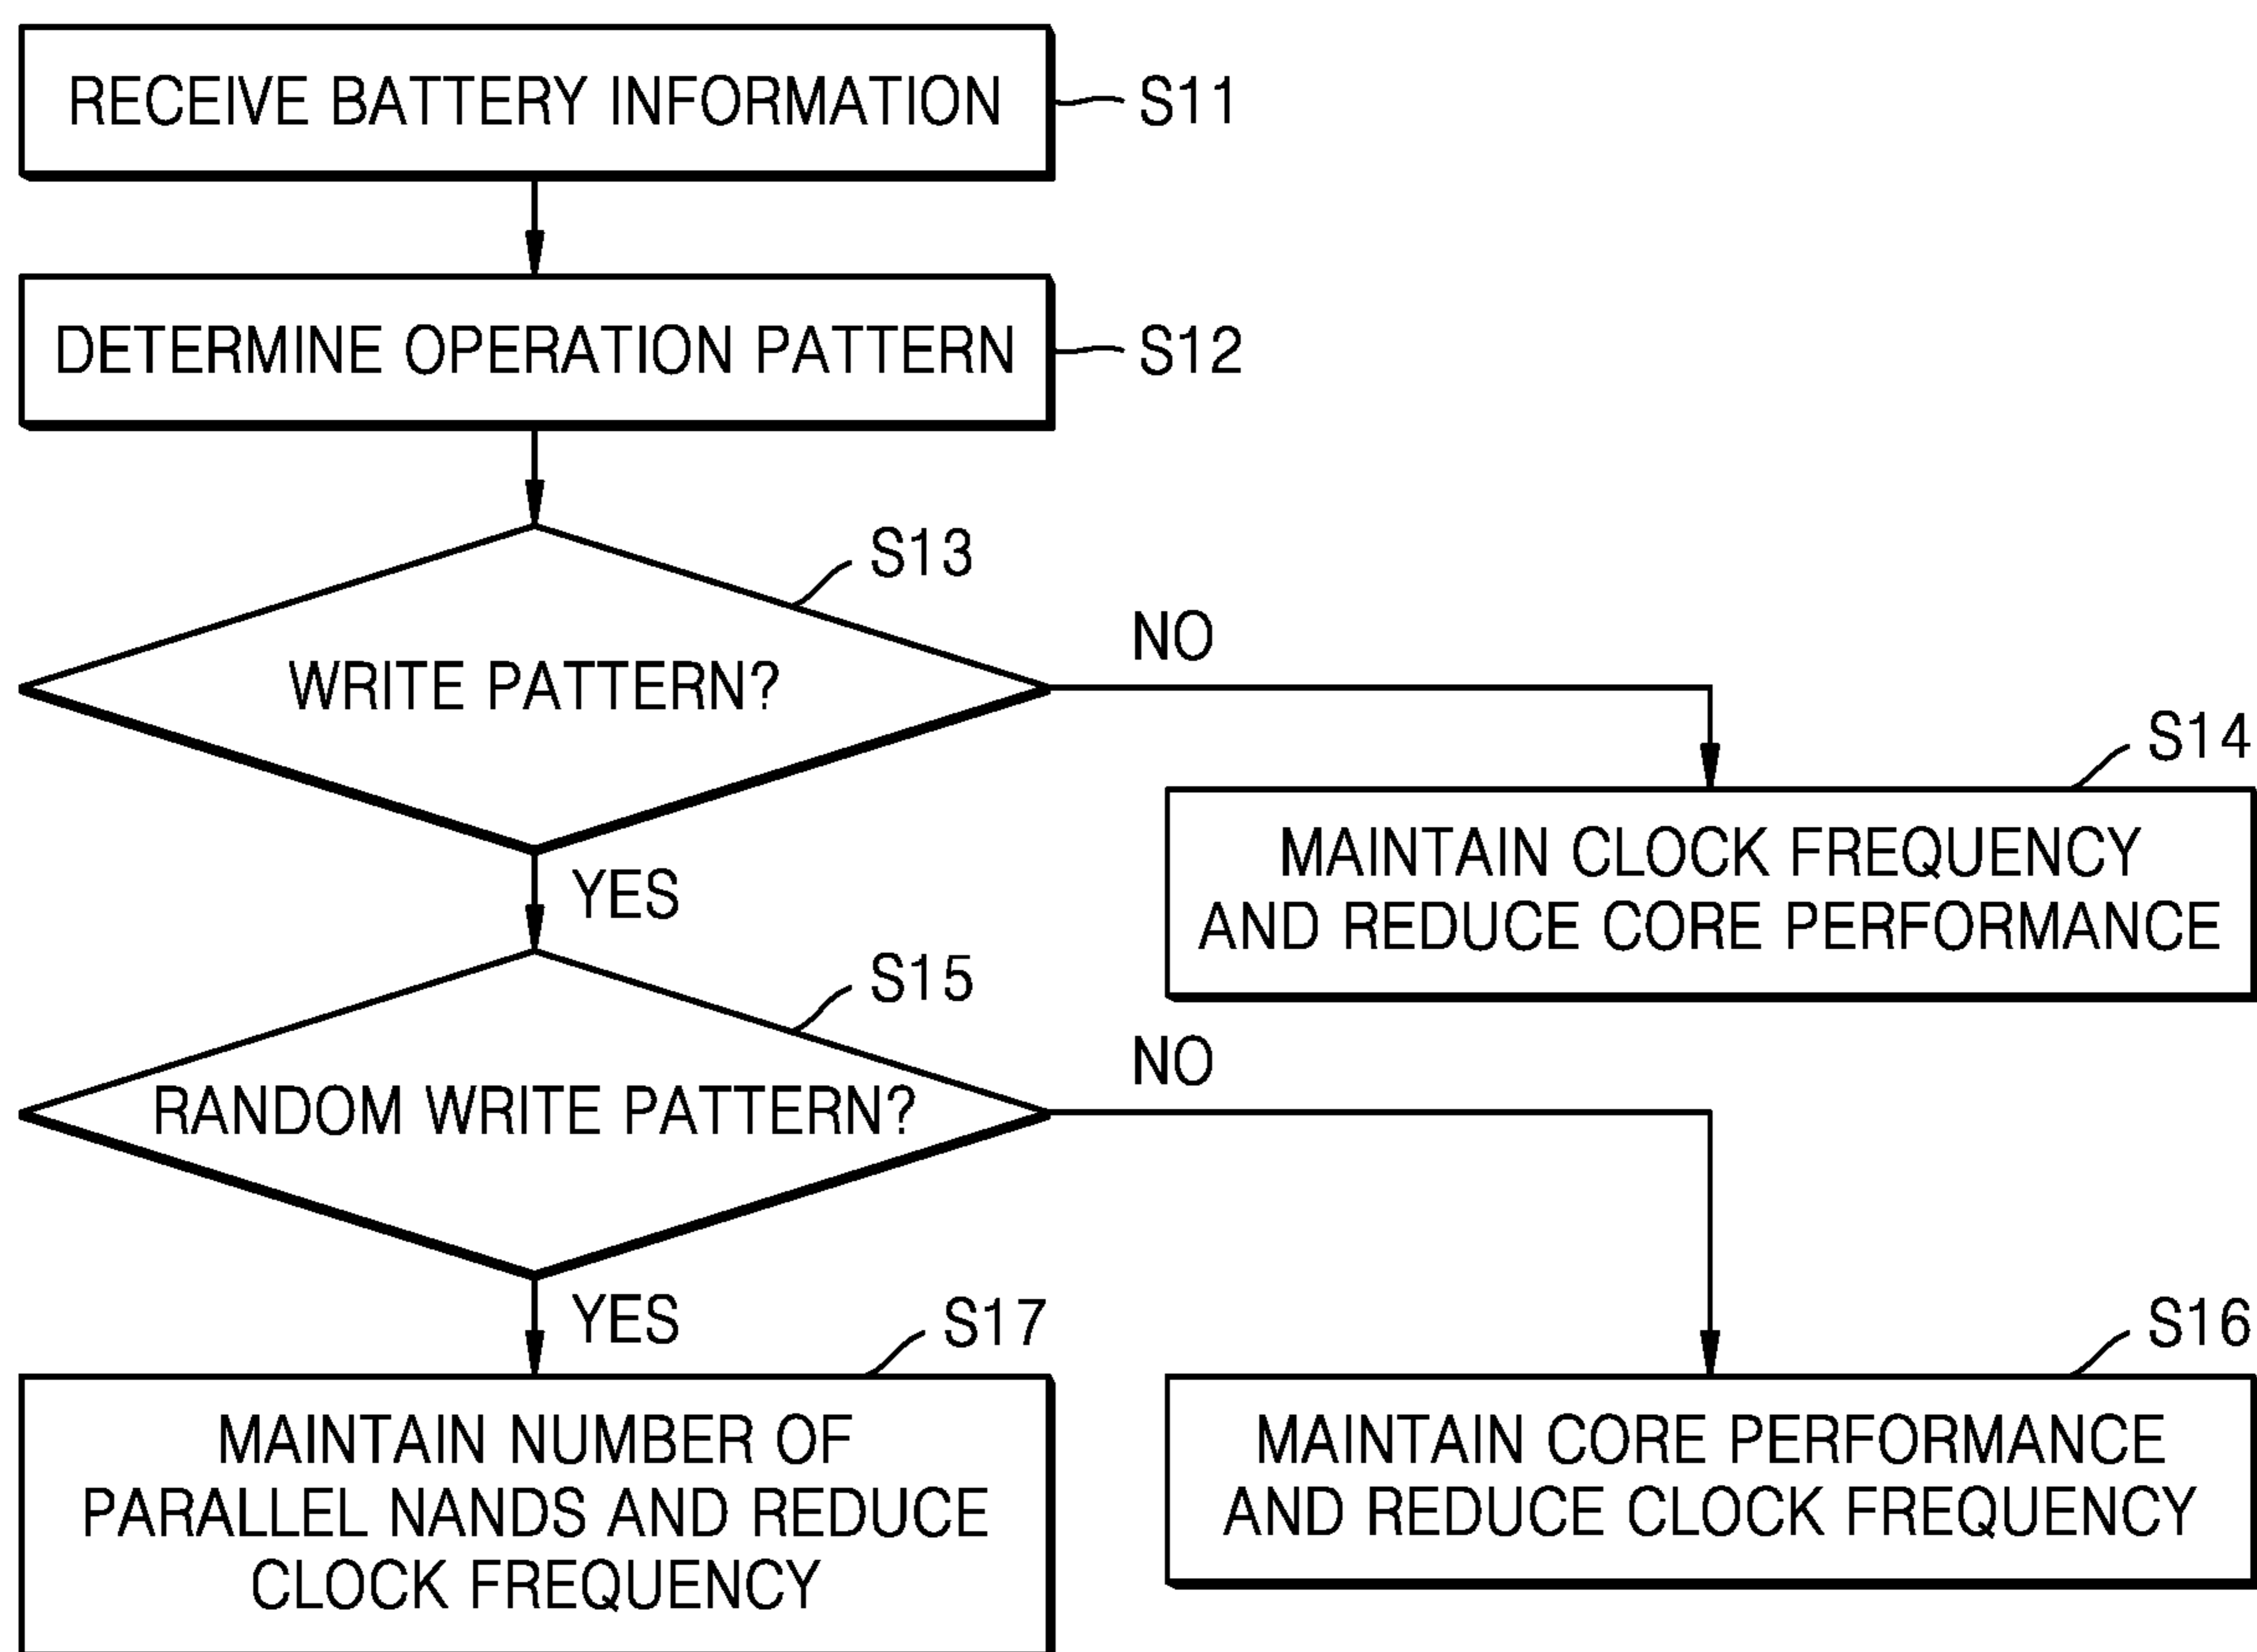 RECEIVE BATTERY INFORMATION
S11
DETERMINE OPERATION PATTERN
S12
S13
WRITE PATTERN?
NO
S14
MAINTAIN CLOCK FREQUENCY
AND REDUCE CORE PERFORMANCE
YES
S15
RANDOM WRITE PATTERN?
NO
YES
S17
MAINTAIN NUMBER OF
PARALLEL NANDS AND REDUCE
CLOCK FREQUENCY
S16
MAINTAIN CORE PERFORMANCE
AND REDUCE CLOCK FREQUENCY